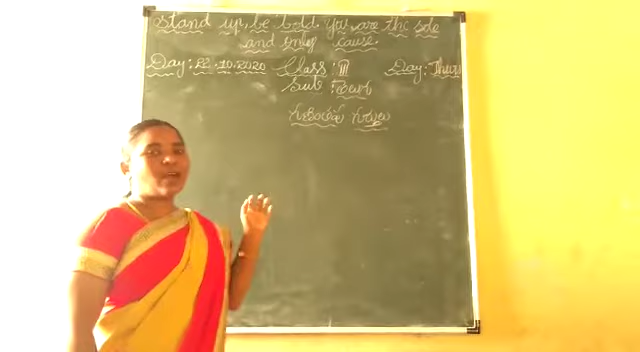 stand up, be bold. You are the sole
and only cause.
Day: 22.10.2020 Class: III Day: Thurs
Sub: